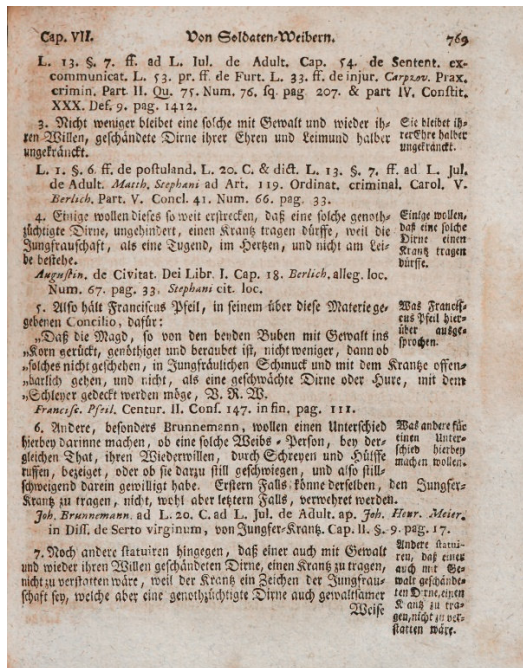 Cap. VII. Von Soldaten-Weibern. 769
L. 13. §. 7. ff. ad L. Jul. de Adult. Cap. 54. de Sentent. ex-
communicat. L. 53. pr. ff. de Furt. L. 33. ff. de injur. Carpzov. Prax.
crimin. Part. II. Qu. 75. Num. 76. sq. pag. 207. & part IV. Constit.
XXX. Def. 9. pag. 1412.
3. Nicht weniger bleibet eine solche mit Gewalt und wieder ih-
ren Willen, geschändete Dirne ihrer Ehren und Leimund halber
ungekränckt.
Sie bleibet ih-
rer Ehre halber
ungekränckt.
L. 1. §. 6. ff. de postuland. L. 20. C. & dict. L. 13. §. 7. ff. ad L. Jul.
de Adult. Matth. Stephani ad Art. 119. Ordinat. criminal. Carol. V.
Berlich. Part. V. Concl. 41. Num. 66. pag. 33.
4. Einige wollen dieses so weit erstrecken, daß eine solche genoth-
züchtigte Dirne, ungehindert, einen Krantz tragen dürffe, weil die
Jungfrauschaft, als eine Tugend, im Hertzen, und nicht am Lei-
be bestehe.
Einige wollen,
daß eine solche
Dirne einen
Krantz tragen
dürffe.
Augustin. de Civitat. Dei Libr. I. Cap. 18. Berlich. alleg. loc.
Num. 67. pag. 33. Stephani cit. loc.
5. Also hält Franciscus Pfeil, in seinem über diese Materie ge-
gebenen Concilio, dafür:
Was Francis-
cus Pfeil hier-
über ausge-
sprochen.
„Daß die Magd, so von den beyden Buben mit Gewalt ins
„Korn gerückt, genöthiget und beraubet ist, nicht weniger, dann ob
„solches nicht geschehen, in Jungfräulichen Schmuck und mit dem Krantze offen-
„barlich gehen, und nicht, als eine geschwächte Dirne oder Hure, mit dem
„Schleyer gedeckt werden möge, V. R. W.
Francisc. Pfeil. Centur. II. Cons. 147. in fin. pag. 111.
6. Andere, besonders Brunnemann, wollen einen Unterschied
hierbey darinne machen, ob eine solche Weibs-Person, bey der-
gleichen That, ihren Wiederwillen, durch Schreyen und Hülffe
ruffen, bezeiget, oder ob sie darzu still geschwiegen, und also still-
schweigend darein gewilligt habe. Erstern Falls könne derselben, den Jungfer-
Krantz zu tragen, nicht, wohl aber letztern Falls, verwehret werden.
Was andere für
einen Unter-
schied hierbey
machen wollen.
Joh. Brunnemann. ad L. 20. C. ad L. Jul. de Adult. ap. Joh. Henr. Meier.
in Diss. de Serto virginum, von Jungfer-Krantz. Cap. II. §. 9. pag. 17.
7. Noch andere statuiren hingegen, daß einer auch mit Gewalt
und wieder ihren Willen geschändeten Dirne, einen Krantz zu tragen,
nicht zu verstatten wäre, weil der Krantz ein Zeichen der Jungfrau-
schaft sey, welche aber eine genothzüchtigte Dirne auch gewaltsamer
Weise
Andere statui-
ren, daß einer
auch mit Ge-
walt geschände-
ten Dirne, einen
Krantz zu tra-
gen, nicht zu ver-
statten wäre.